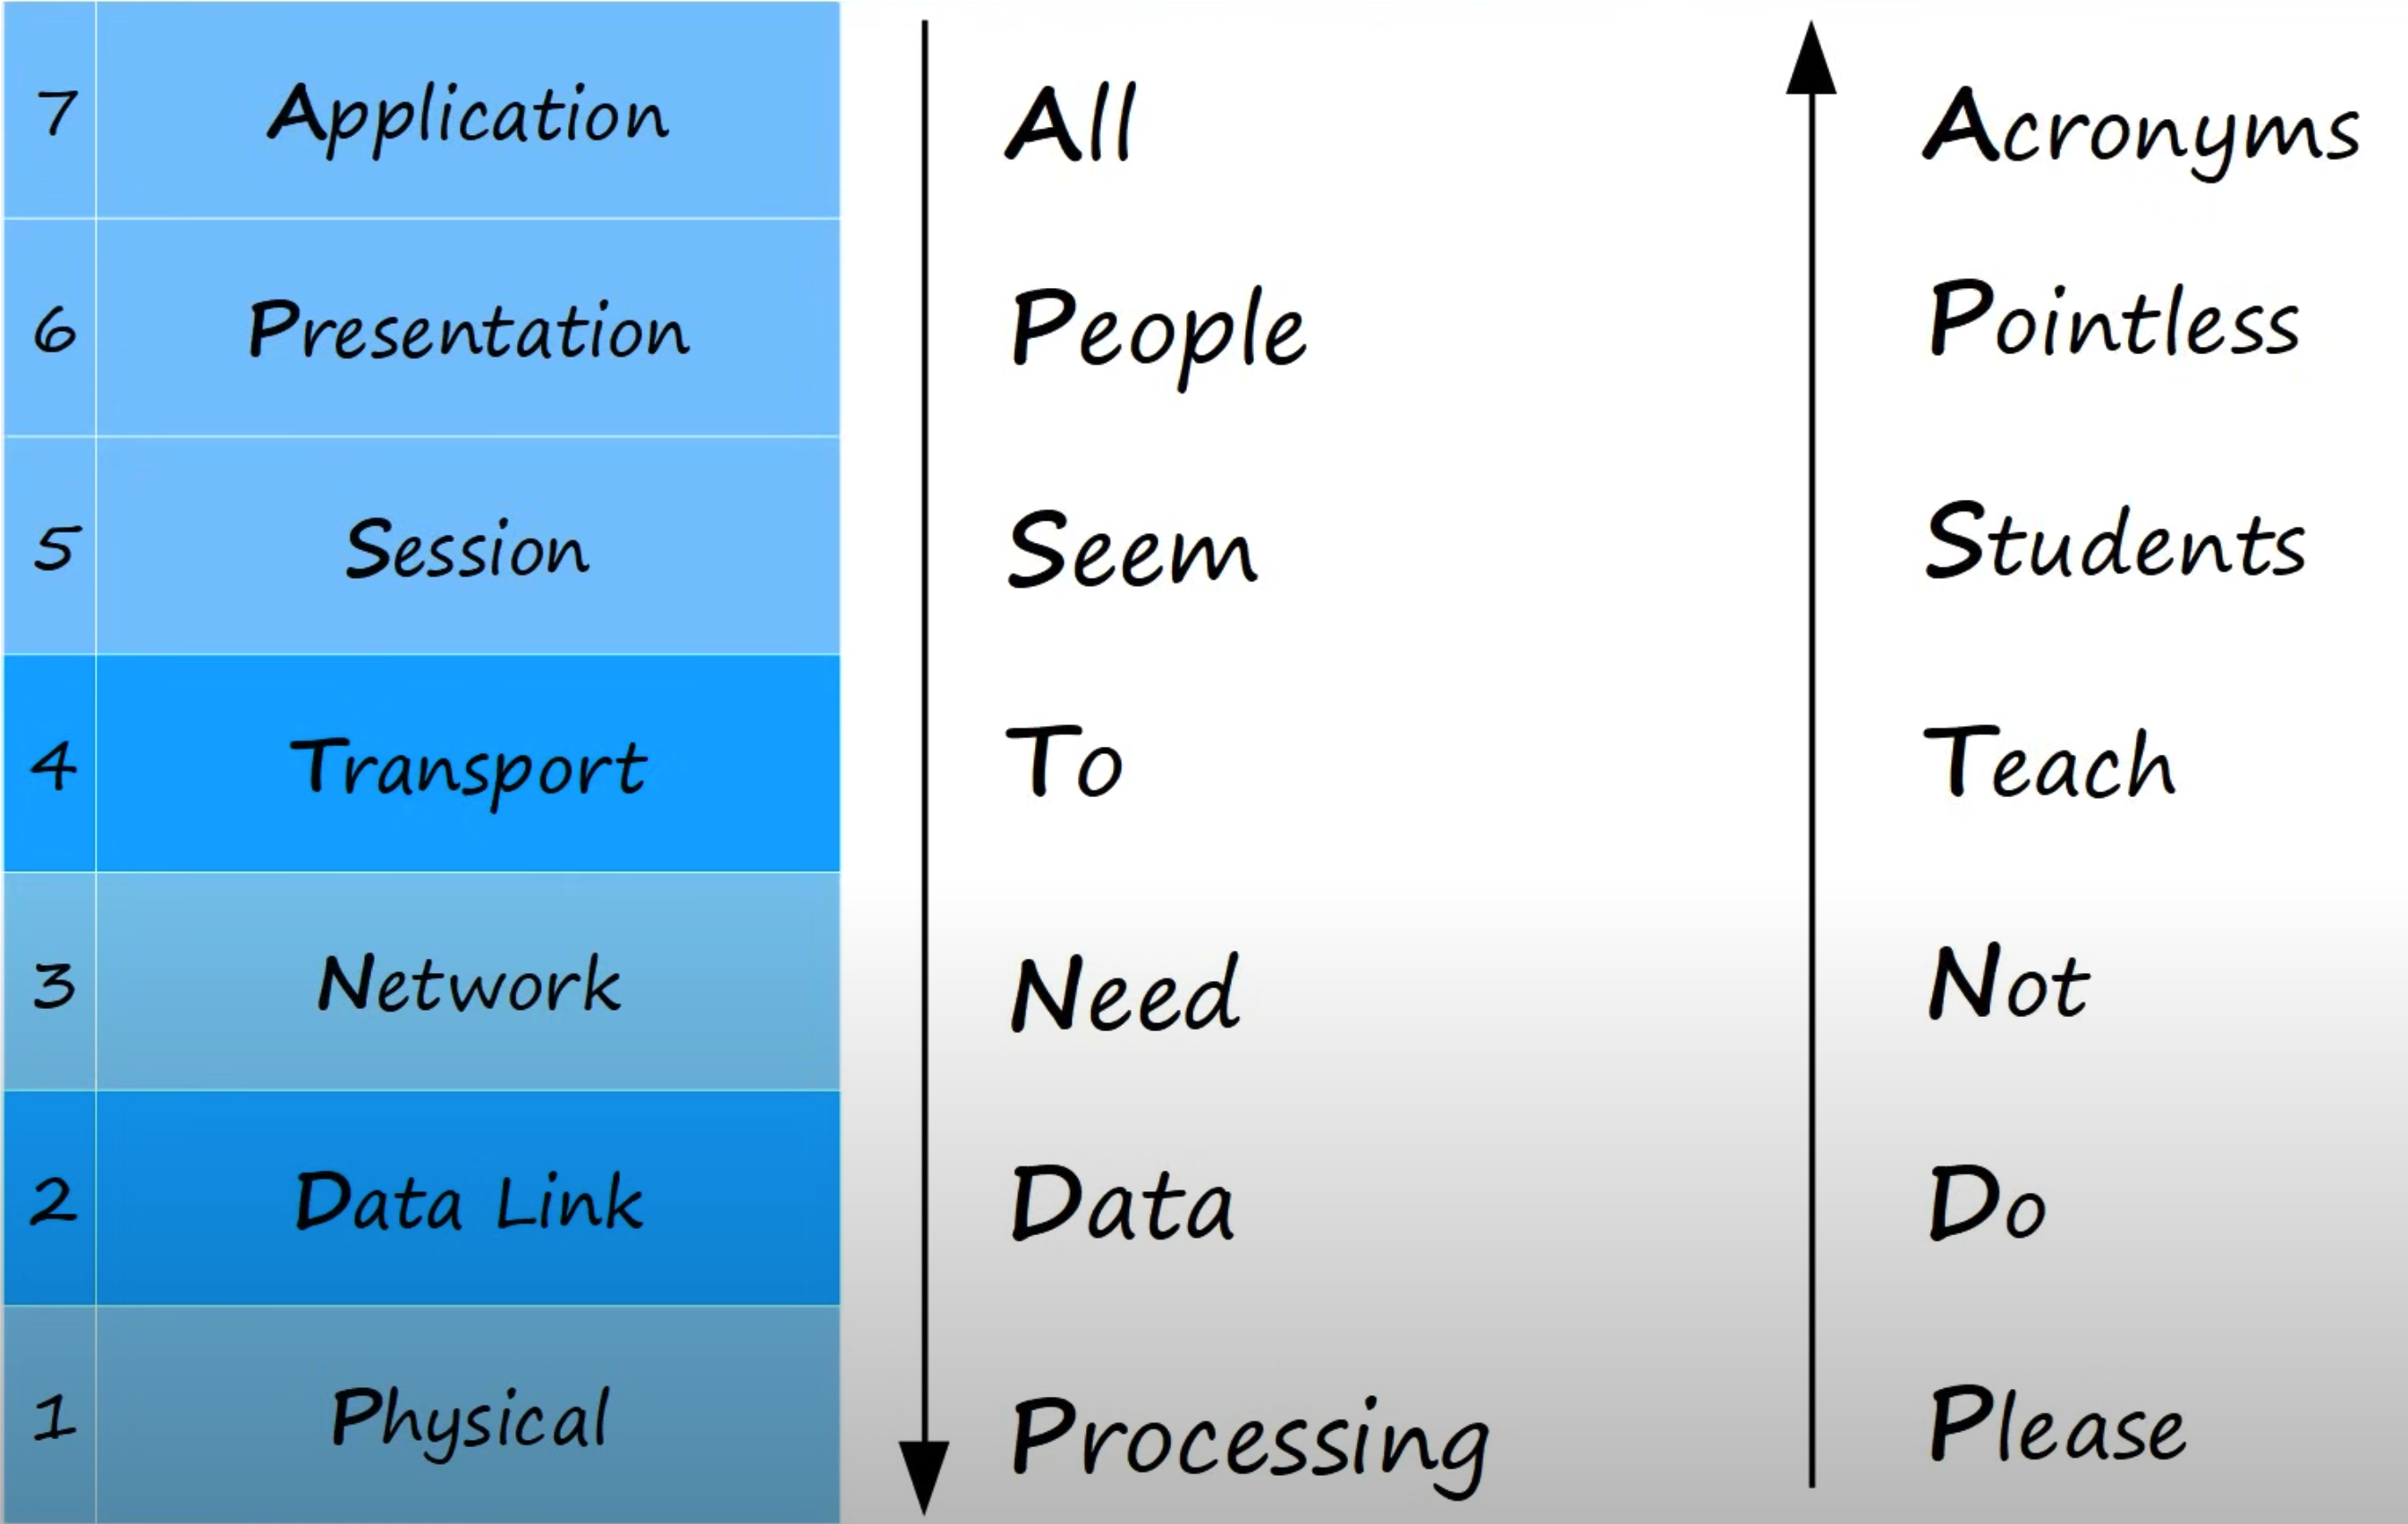 7 Application All Acronyms
6 Presentation People Pointless
5 Session Seem Students
4 Transport To Teach
3 Network Need Not
2 Data Link Data Do
1 Physical Processing Please